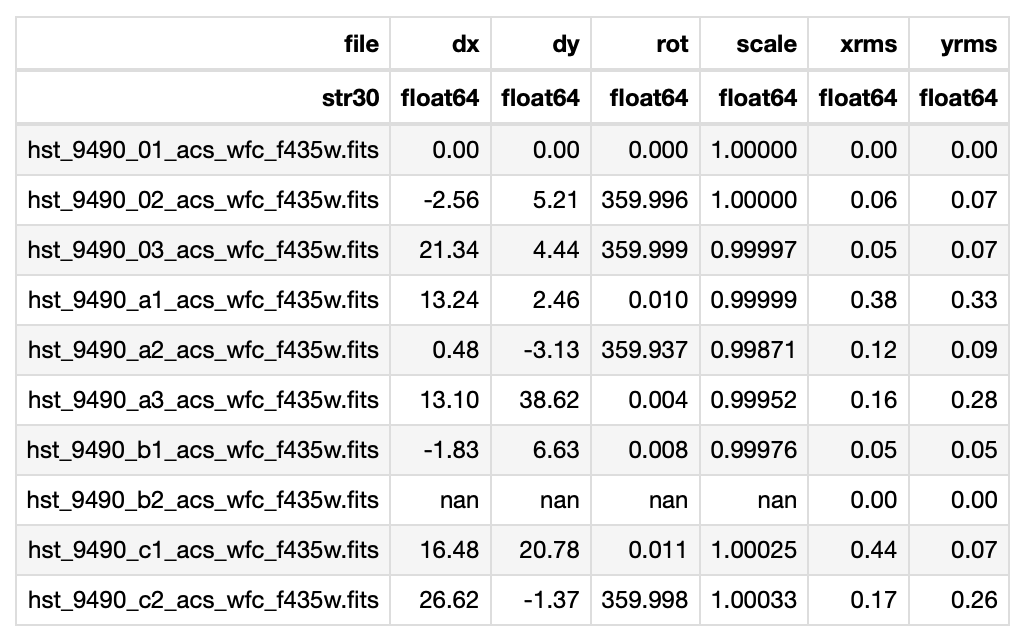 file dx dy rot scale xrms yrms
str30 float64 float64 float64 float64 float64 float64
hst_9490_01_acs_wfc_f435w.fits 0.00 0.00 0.000 1.00000 0.00 0.00
hst_9490_02_acs_wfc_f435w.fits -2.56 5.21 359.996 1.00000 0.06 0.07
hst_9490_03_acs_wfc_f435w.fits 21.34 4.44 359.999 0.99997 0.05 0.07
hst_9490_a1_acs_wfc_f435w.fits 13.24 2.46 0.010 0.99999 0.38 0.33
hst_9490_a2_acs_wfc_f435w.fits 0.48 -3.13 359.937 0.99871 0.12 0.09
hst_9490_a3_acs_wfc_f435w.fits 13.10 38.62 0.004 0.99952 0.16 0.28
hst_9490_b1_acs_wfc_f435w.fits -1.83 6.63 0.008 0.99976 0.05 0.05
hst_9490_b2_acs_wfc_f435w.fits nan nan nan nan 0.00 0.00
hst_9490_c1_acs_wfc_f435w.fits 16.48 20.78 0.011 1.00025 0.44 0.07
hst_9490_c2_acs_wfc_f435w.fits 26.62 -1.37 359.998 1.00033 0.17 0.26